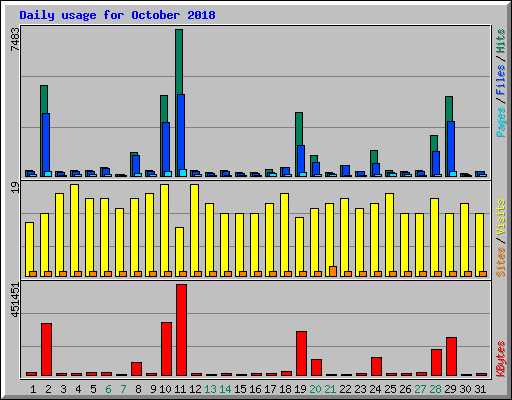 Daily usage for October 2018
7483
Pages / Files / Hits
19
Sites / Visits
451451
KBytes
1 2 3 4 5 6 7 8 9 10 11 12 13 14 15 16 17 18 19 20 21 22 23 24 25 26 27 28 29 30 31